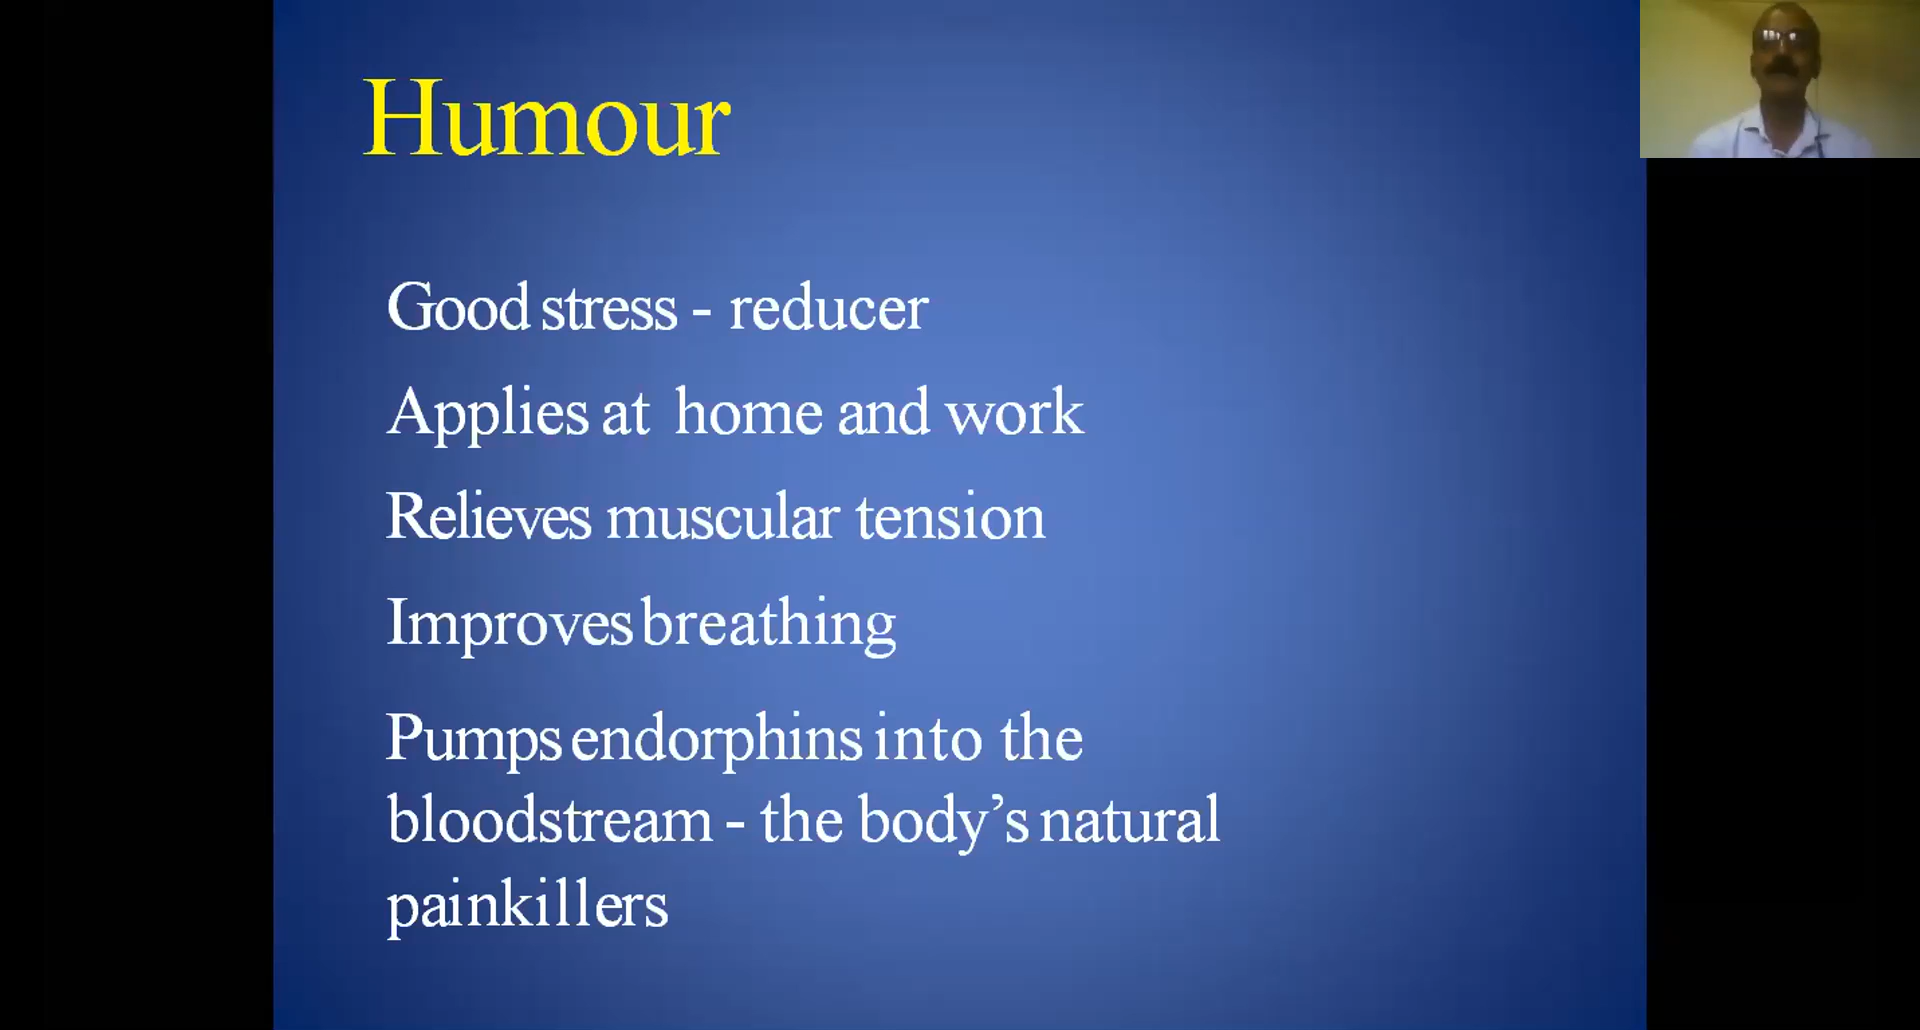 Humour
Good stress - reducer
Applies at home and work
Relieves muscular tension
Improves breathing
Pumps endorphins into the
bloodstream - the body’s natural
painkillers